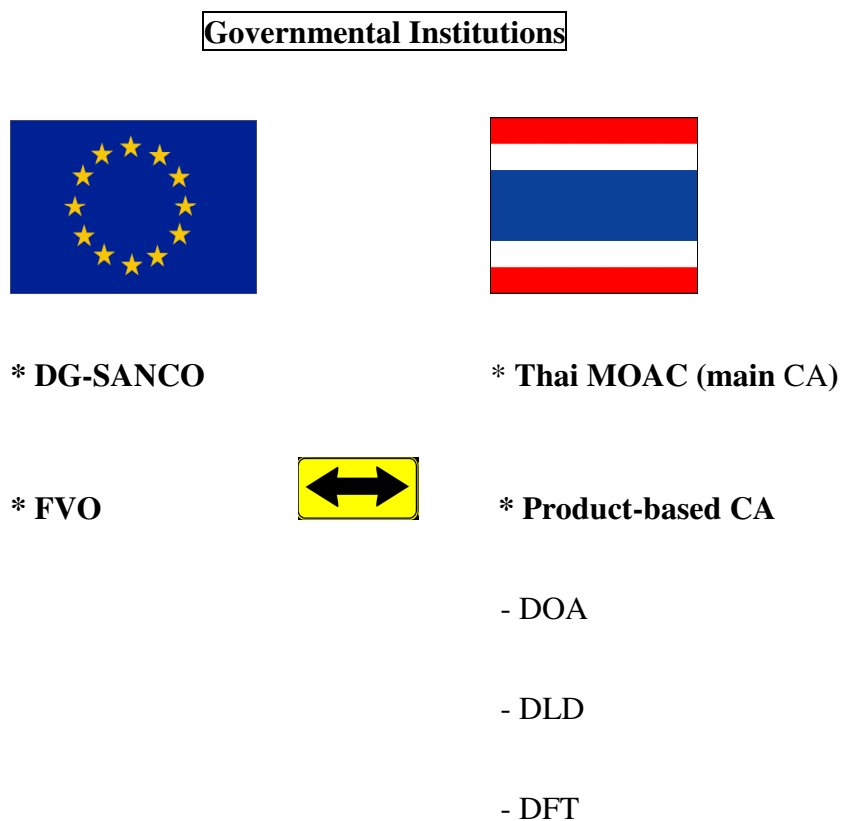 Governmental Institutions
* DG-SANCO
* Thai MOAC (main CA)
* FVO
* Product-based CA
- DOA
- DLD
- DFT